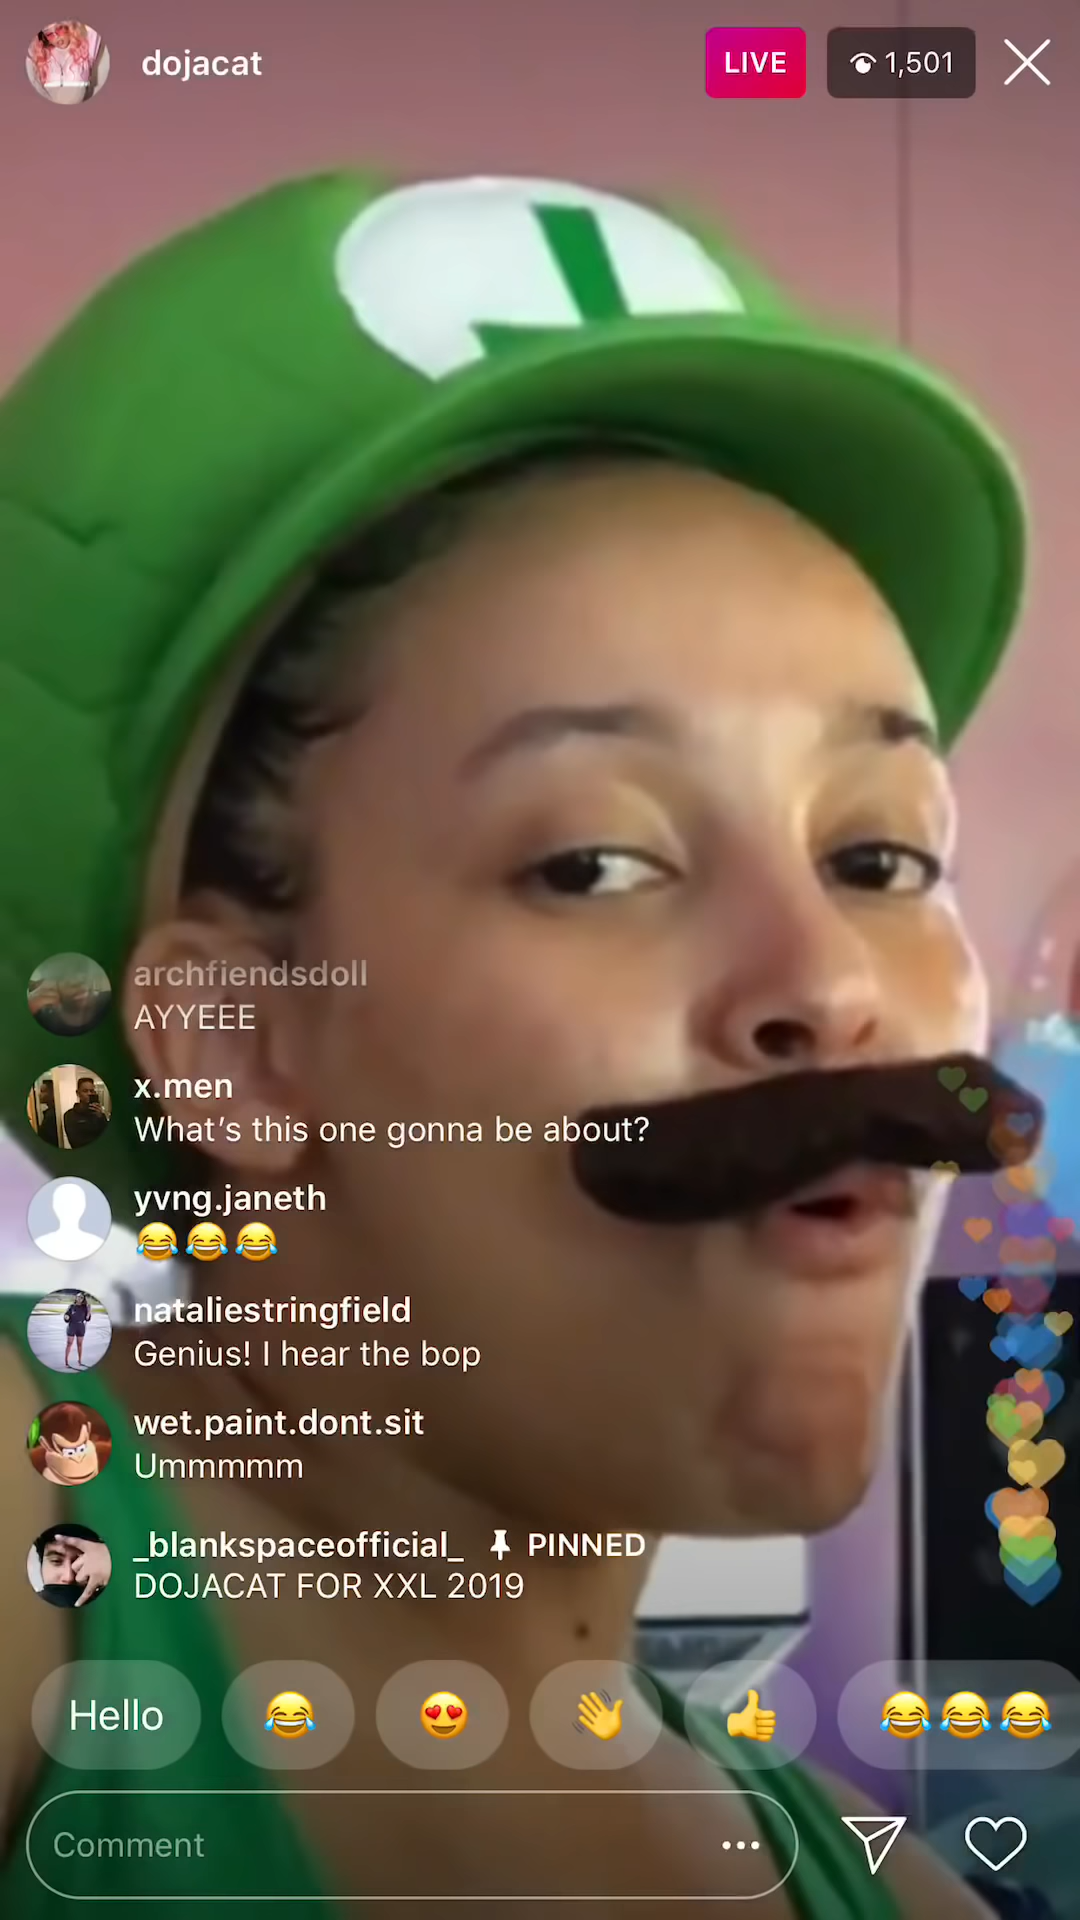 dojacat
LIVE
1,501
L
archfiendsdoll
AYYEEE
x.men
What's this one gonna be about?
yvng.janeth
😂😂😂
nataliestringfield
Genius! I hear the bop
wet.paint.dont.sit
Ummmmm
_blankspaceofficial_ PINNED
DOJACAT FOR XXL 2019
Hello 😂 😍 👋 👍 😂😂😂
Comment